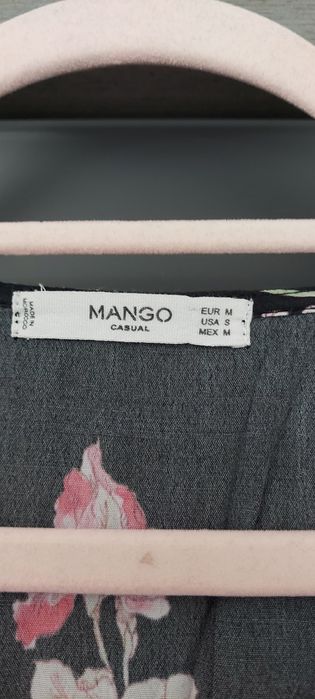 MANGO
CASUAL
EUR M
USA S
MEX M
MADE IN
MOROCCO